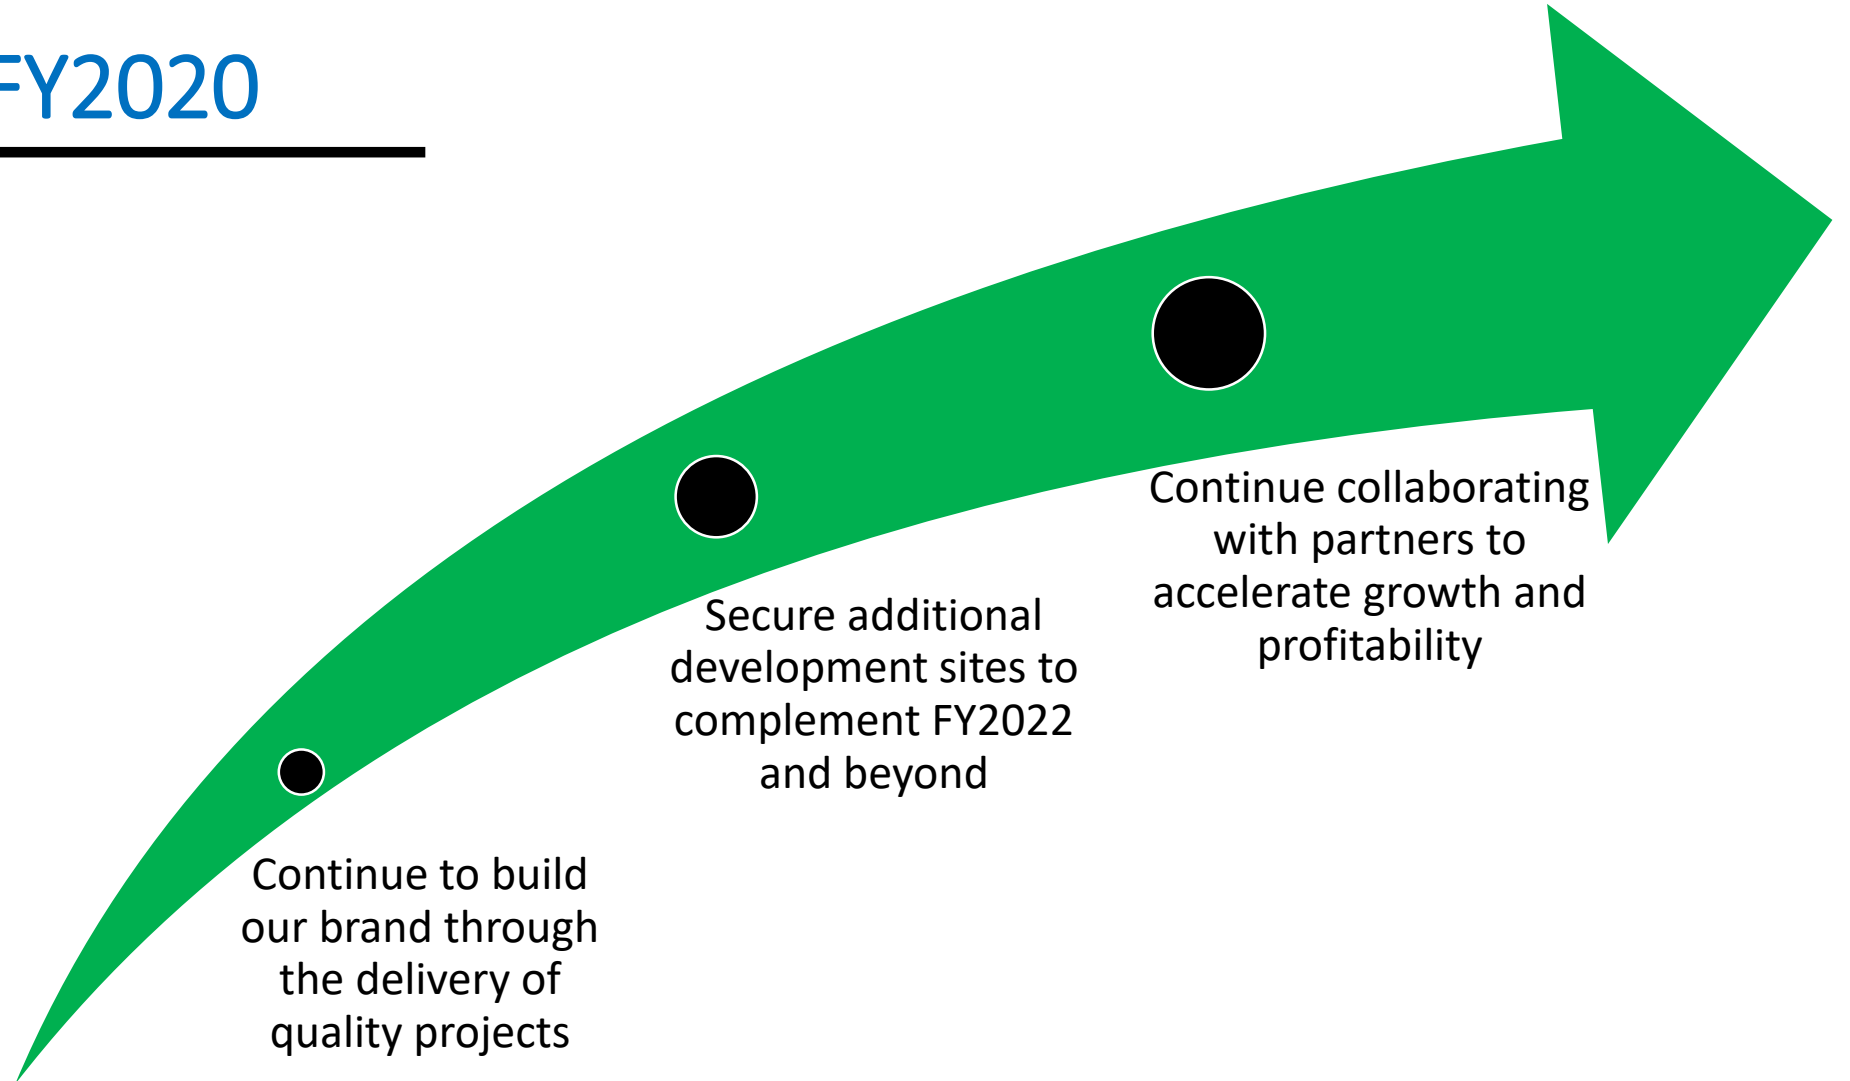 FY2020
Continue to build
our brand through
the delivery of
quality projects
Secure additional
development sites to
complement FY2022
and beyond
Continue collaborating
with partners to
accelerate growth and
profitability